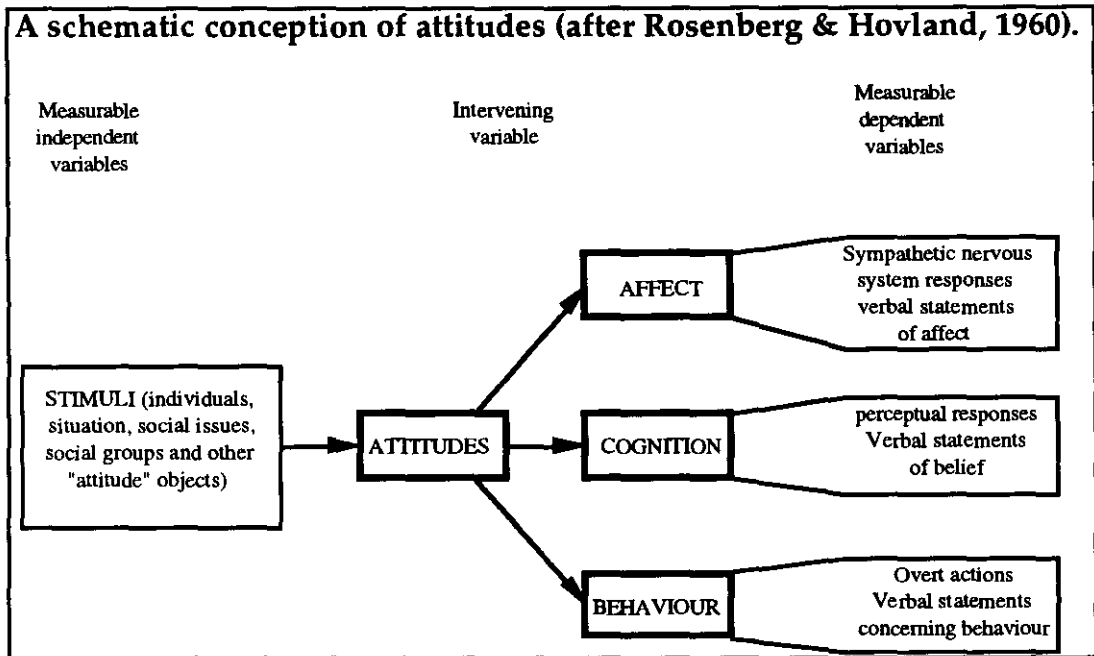 A schematic conception of attitudes (after Rosenberg & Hovland, 1960).
Measurable
independent
variables
Intervening
variable
Measurable
dependent
variables
STIMULI (individuals,
situation, social issues,
social groups and other
"attitude" objects)
ATTITUDES
AFFECT
Sympathetic nervous
system responses
verbal statements
of affect
COGNITION
perceptual responses
Verbal statements
of belief
BEHAVIOUR
Overt actions
Verbal statements
concerning behaviour